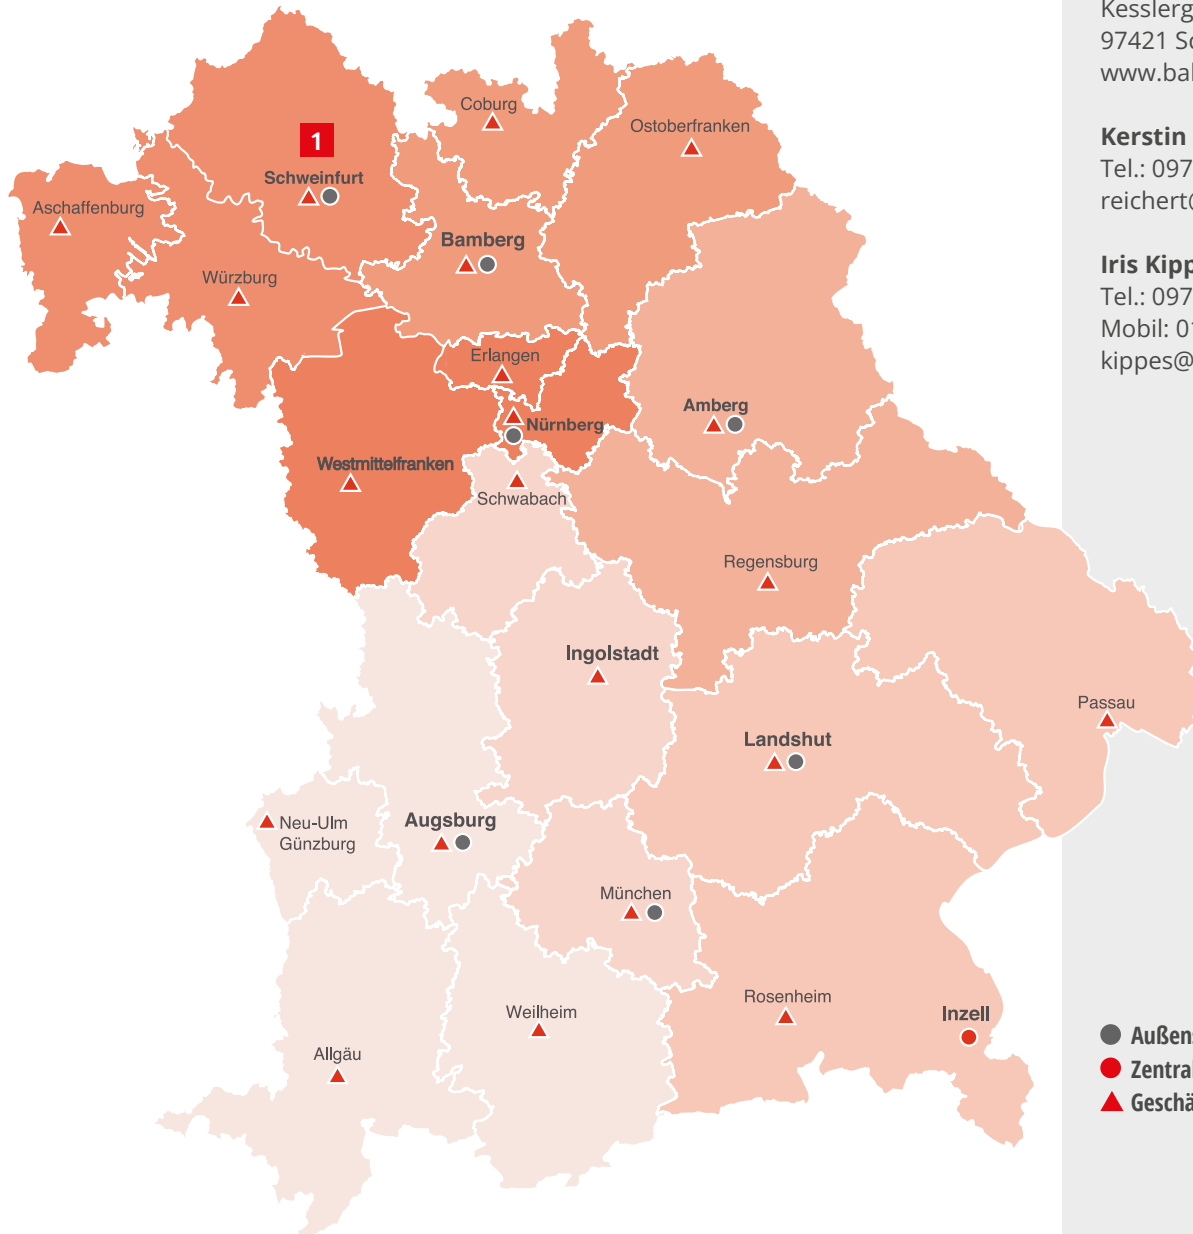 Coburg
Ostoberfranken
1
Schweinfurt
Aschaffenburg
Bamberg
Würzburg
Erlangen
Nürnberg
Amberg
Westmittelfranken
Schwabach
Regensburg
Ingolstadt
Passau
Landshut
Neu-Ulm
Günzburg
Augsburg
München
Rosenheim
Inzell
Weilheim
Allgäu
Kesslerg
97421 Sc
www.bal
Kerstin
Tel.: 097
reichert@
Iris Kipp
Tel.: 097
Mobil: 01
kippes@
Außens
Zentral
Geschä